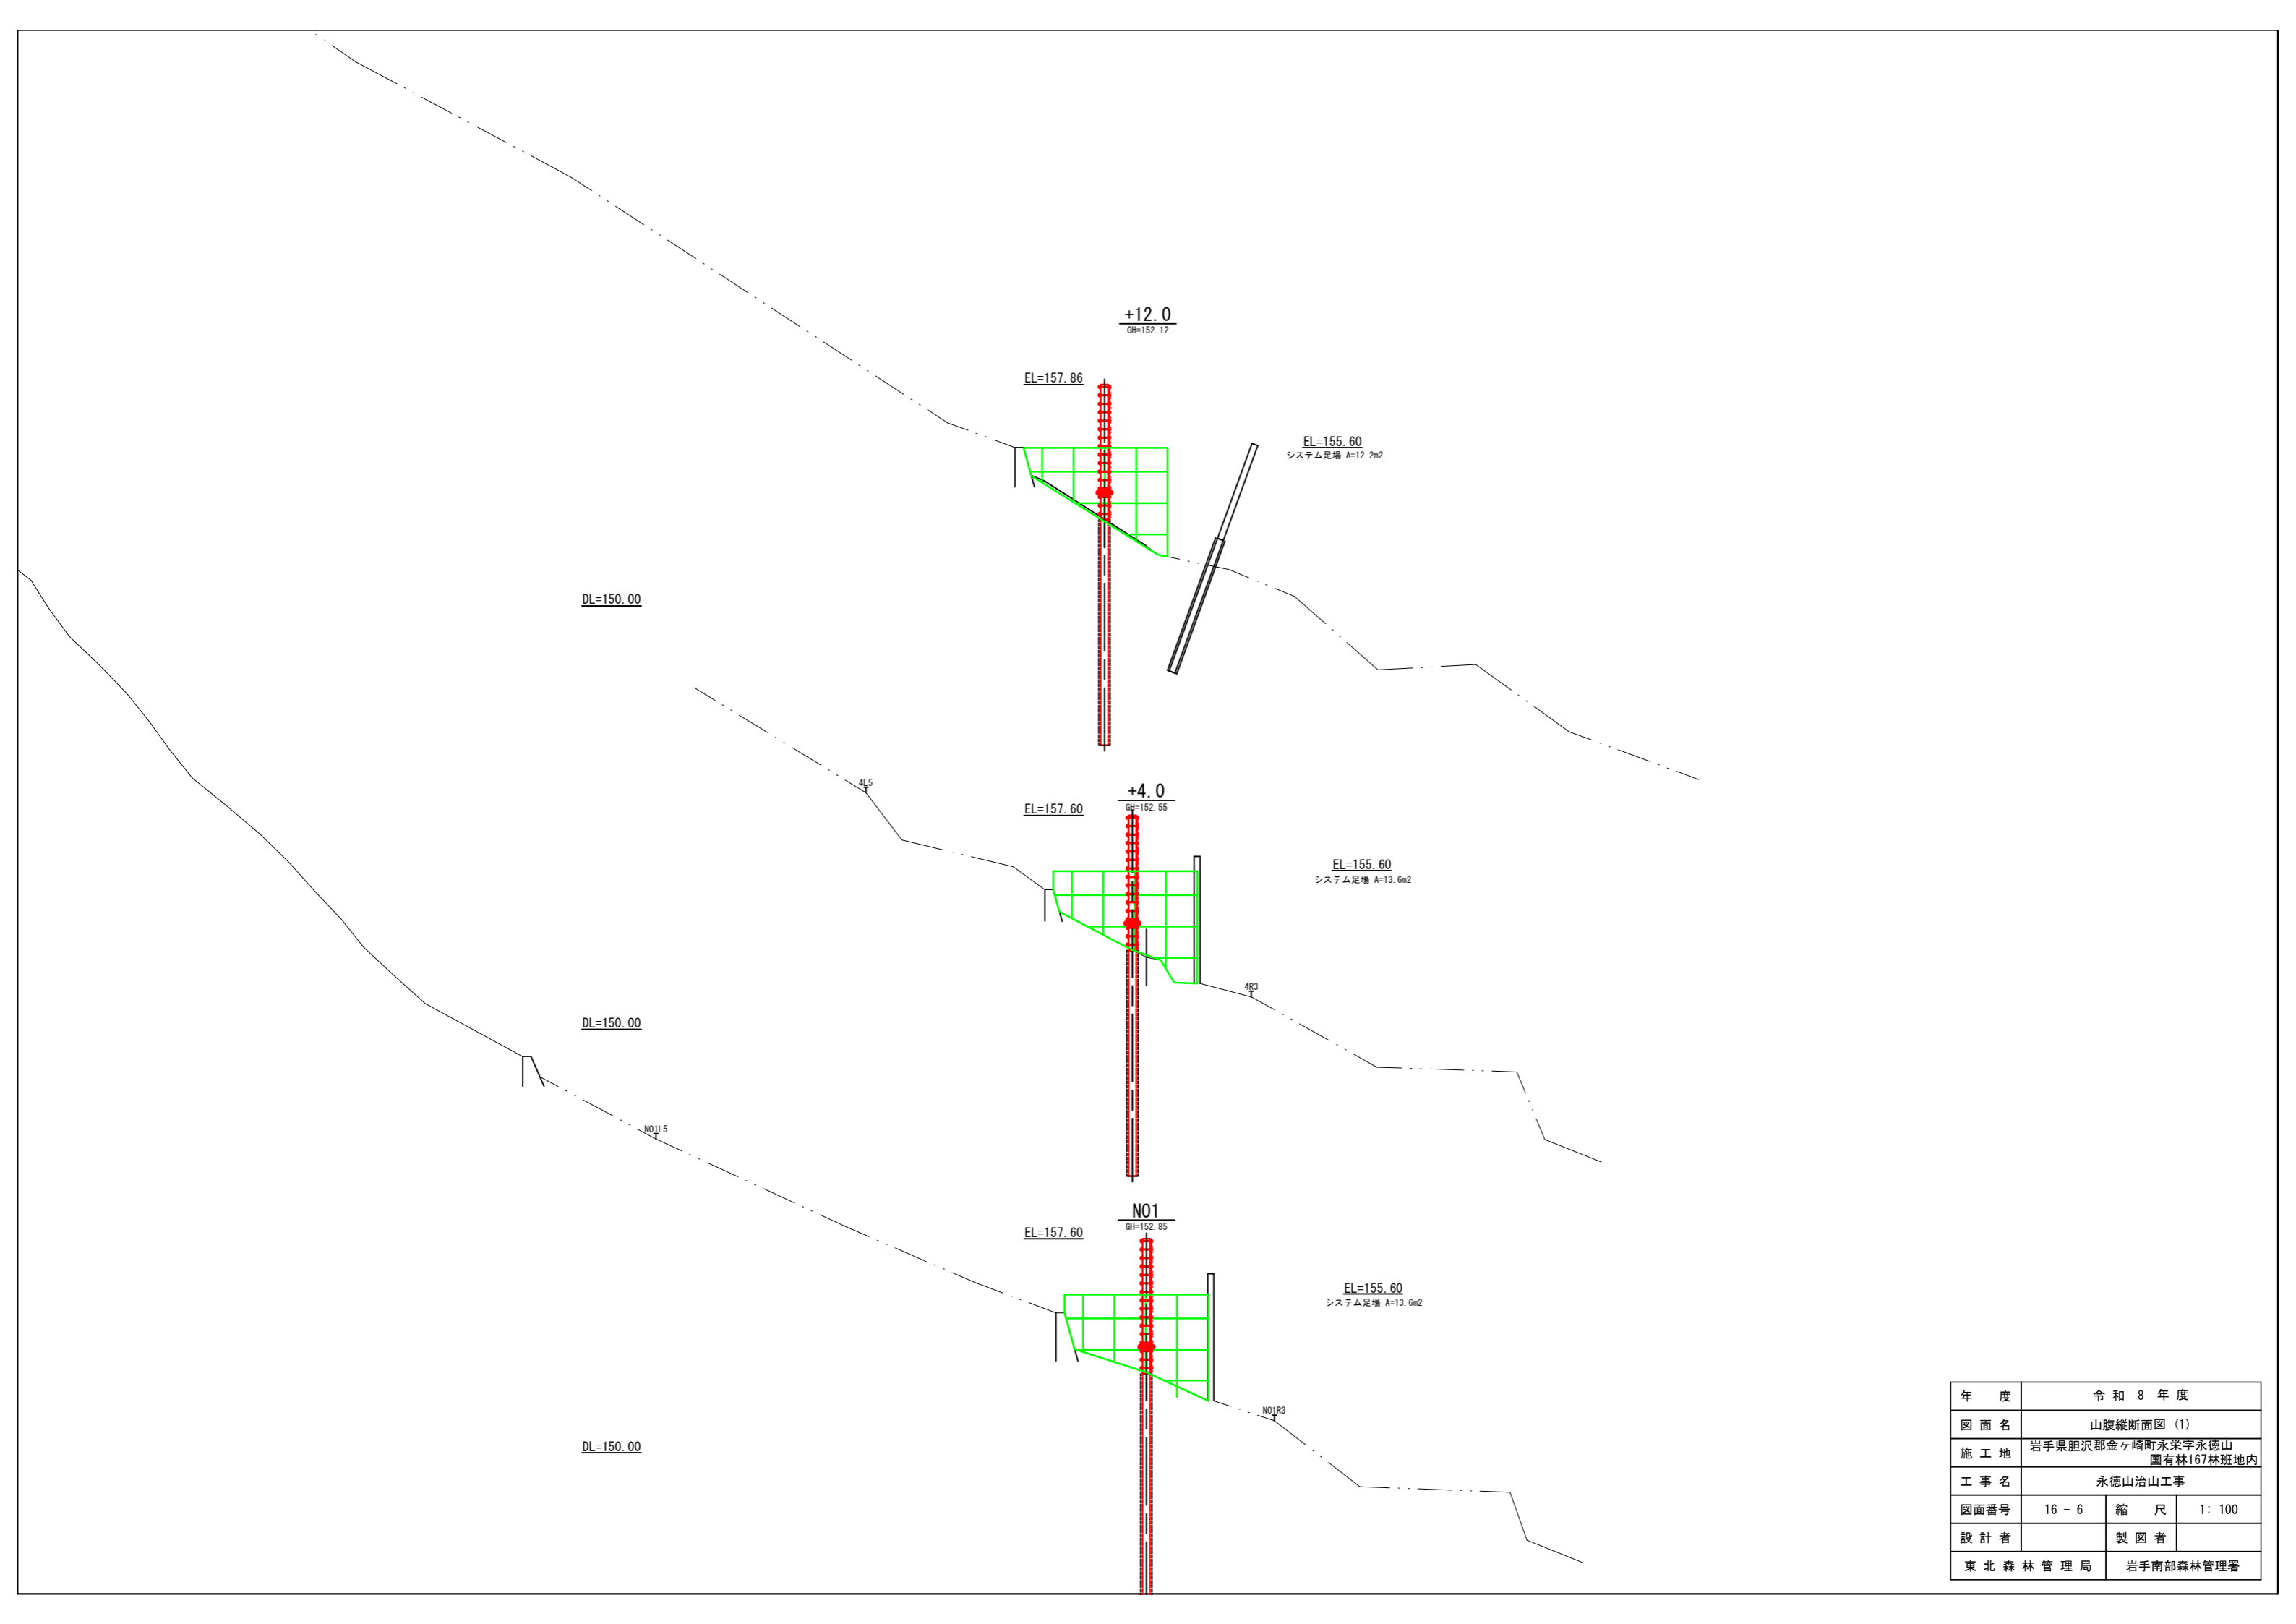 +12.0
GH=152.12
EL=157.86
EL=155.60
システム足場 A=12.2m2
DL=150.00
4L5
+4.0
GH=152.55
EL=157.60
EL=155.60
システム足場 A=13.6m2
4R3
DL=150.00
NO1L5
NO1
GH=152.85
EL=157.60
EL=155.60
システム足場 A=13.6m2
NO1R3
DL=150.00
年 度 令和 8 年度
図面名 山腹縦断面図(1)
施工地 岩手県胆沢郡金ヶ崎町永栄字永徳山
国有林167林班地内
工事名 永徳山治山工事
図面番号 16 - 6 縮 尺 1: 100
設計者 製図者
東北森林管理局 岩手南部森林管理署